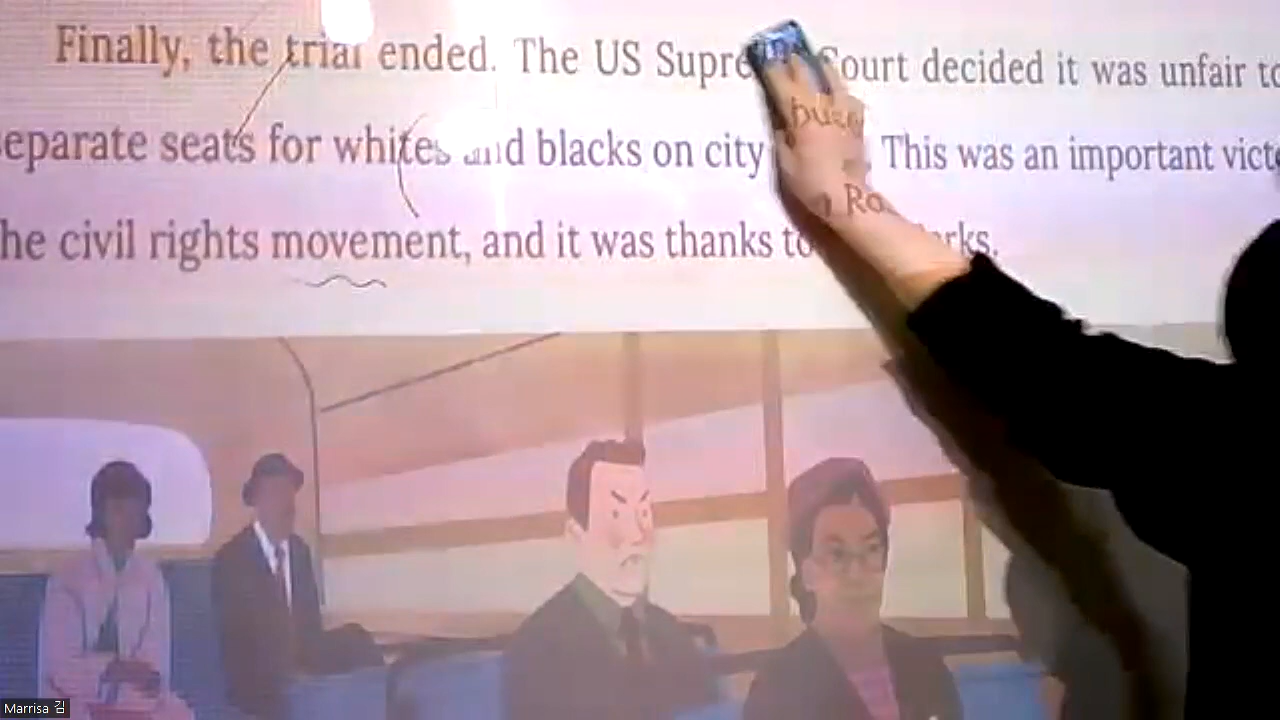 Finally, the trial ended. The US Supre Court decided it was unfair to
eparate seats for whites and blacks on city . This was an important vict
he civil rights movement, and it was thanks to Ro arks.
Marrisa 김